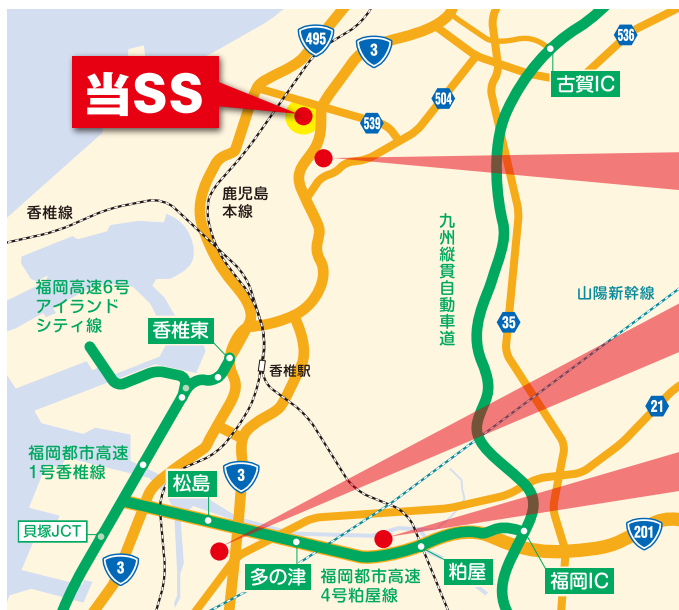 495
3
536
当SS
古賀IC
504
539
鹿児島
本線
香椎線
九州縦貫自動車道
福岡高速6号
アイランド
シティ線
山陽新幹線
香椎東
35
香椎駅
21
福岡都市高速
1号香椎線
3
松島
貝塚JCT
201
3
多の津
福岡都市高速
4号粕屋線
粕屋
福岡IC